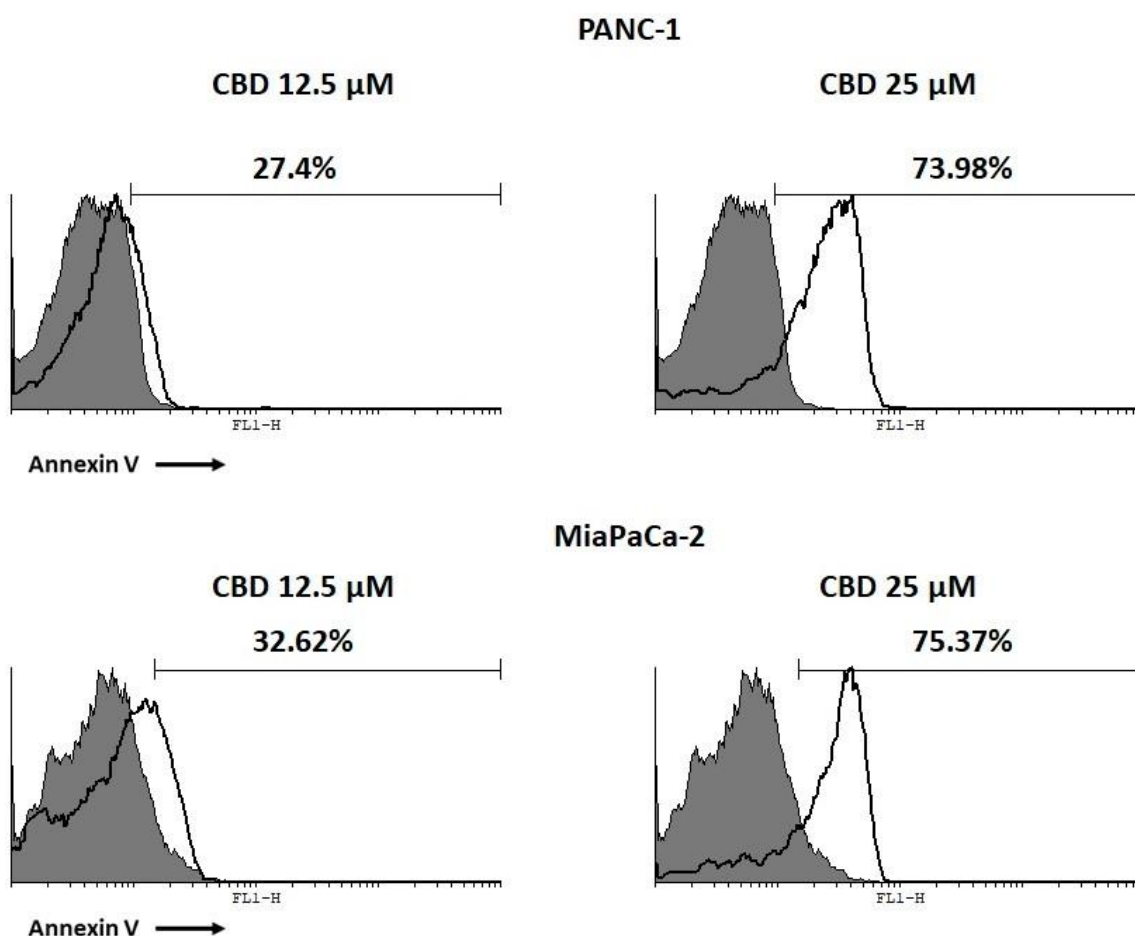 PANC-1
CBD 12.5 µM
CBD 25 µM
27.4%
73.98%
FL1-H
FL1-H
Annexin V
MiaPaCa-2
CBD 12.5 µM
CBD 25 µM
32.62%
75.37%
FL1-H
FL1-H
Annexin V